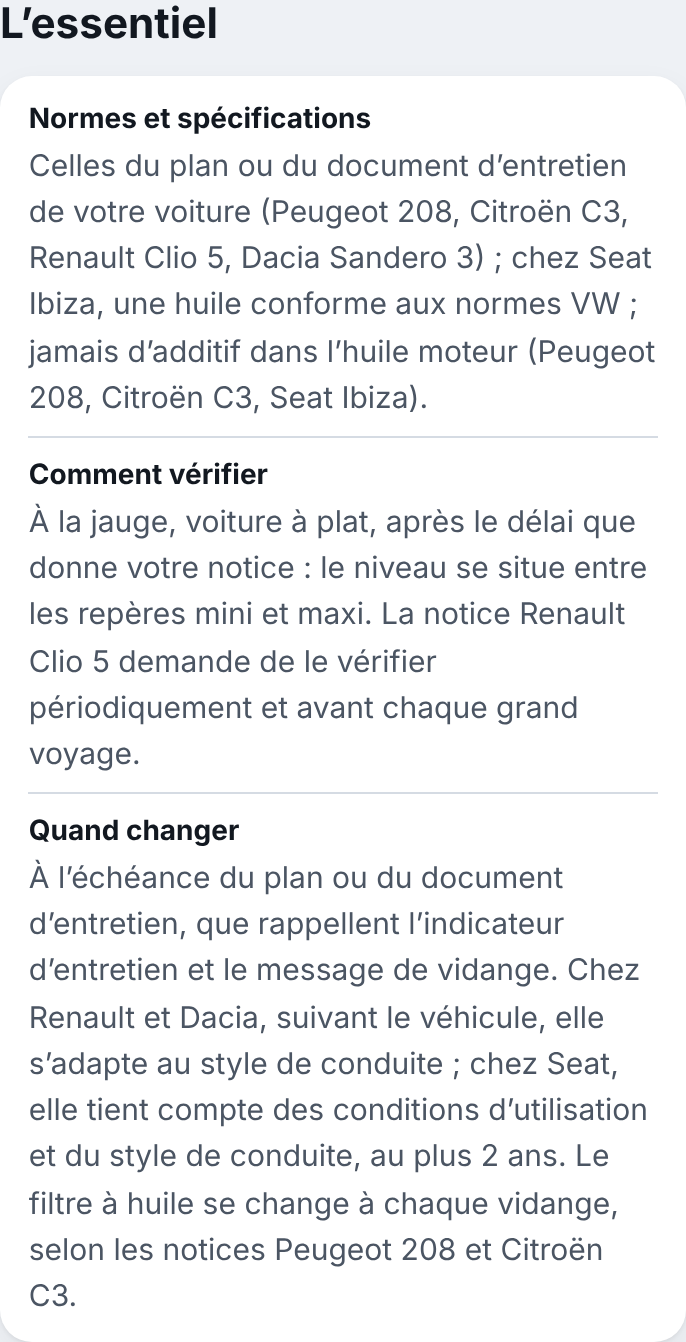 L’essentiel
Normes et spécifications
Celles du plan ou du document d’entretien
de votre voiture (Peugeot 208, Citroën C3,
Renault Clio 5, Dacia Sandero 3) ; chez Seat
Ibiza, une huile conforme aux normes VW ;
jamais d’additif dans l’huile moteur (Peugeot
208, Citroën C3, Seat Ibiza).
Comment vérifier
À la jauge, voiture à plat, après le délai que
donne votre notice : le niveau se situe entre
les repères mini et maxi. La notice Renault
Clio 5 demande de le vérifier
périodiquement et avant chaque grand
voyage.
Quand changer
À l’échéance du plan ou du document
d’entretien, que rappellent l’indicateur
d’entretien et le message de vidange. Chez
Renault et Dacia, suivant le véhicule, elle
s’adapte au style de conduite ; chez Seat,
elle tient compte des conditions d’utilisation
et du style de conduite, au plus 2 ans. Le
filtre à huile se change à chaque vidange,
selon les notices Peugeot 208 et Citroën
C3.